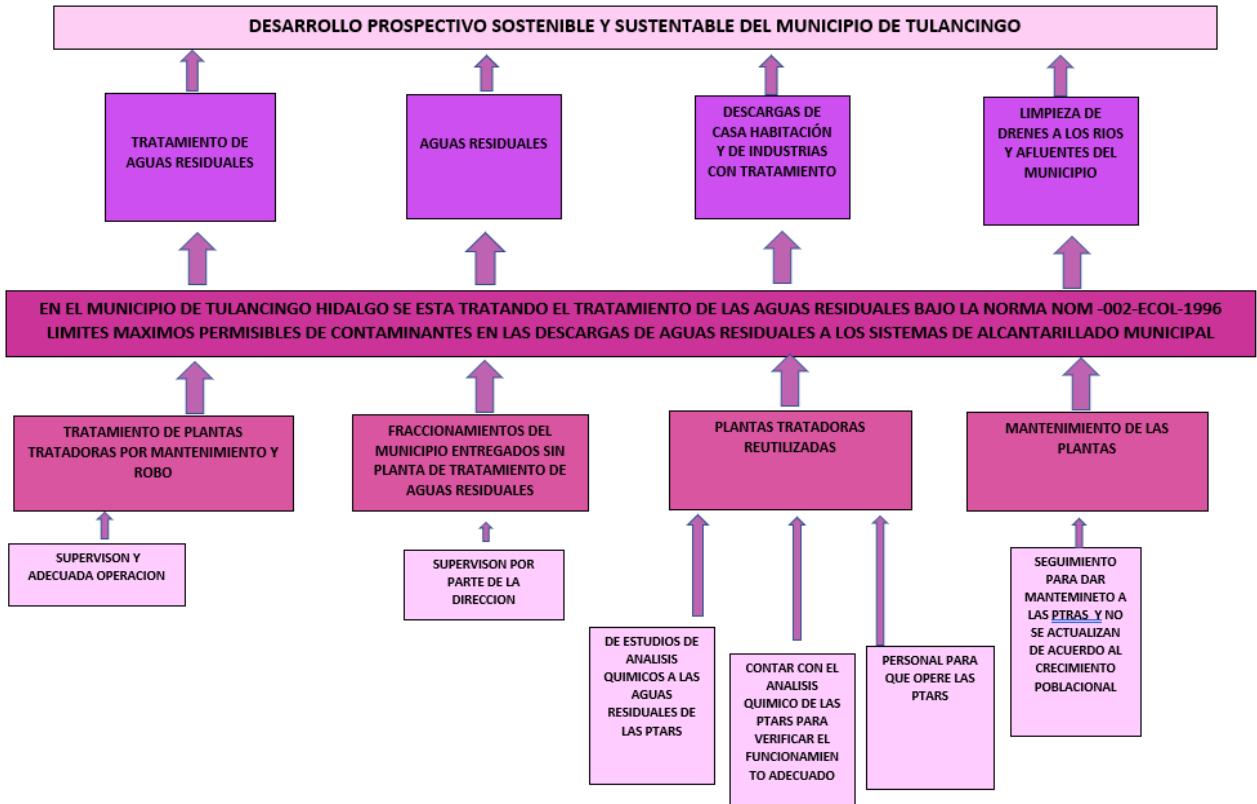 DESARROLLO PROSPECTIVO SOSTENIBLE Y SUSTENTABLE DEL MUNICIPIO DE TULANCINGO
TRATAMIENTO DE
AGUAS RESIDUALES
AGUAS RESIDUALES
DESCARGAS DE
CASA HABITACIÓN
Y DE INDUSTRIAS
CON TRATAMIENTO
LIMPIEZA DE
DRENES A LOS RIOS
Y AFLUENTES DEL
MUNICIPIO
EN EL MUNICIPIO DE TULANCINGO HIDALGO SE ESTA TRATANDO EL TRATAMIENTO DE LAS AGUAS RESIDUALES BAJO LA NORMA NOM -002-ECOL-1996
LIMITES MAXIMOS PERMISIBLES DE CONTAMINANTES EN LAS DESCARGAS DE AGUAS RESIDUALES A LOS SISTEMAS DE ALCANTARILLADO MUNICIPAL
TRATAMIENTO DE PLANTAS
TRATADORAS POR MANTENIMIENTO Y
ROBO
FRACCIONAMIENTOS DEL
MUNICIPIO ENTREGADOS SIN
PLANTA DE TRATAMIENTO DE
AGUAS RESIDUALES
PLANTAS TRATADORAS
REUTILIZADAS
MANTENIMIENTO DE LAS
PLANTAS
SUPERVISON Y
ADECUADA OPERACION
SUPERVISON POR
PARTE DE LA
DIRECCION
DE ESTUDIOS DE
ANALISIS
QUIMICOS A LAS
AGUAS
RESIDUALES DE
LAS PTARS
CONTAR CON EL
ANALISIS
QUIMICO DE LAS
PTARS PARA
VERIFICAR EL
FUNCIONAMIEN
TO ADECUADO
PERSONAL PARA
QUE OPERE LAS
PTARS
SEGUIMIENTO
PARA DAR
MANTEMINETO A
LAS PTRAS Y NO
SE ACTUALIZAN
DE ACUERDO AL
CRECIMIENTO
POBLACIONAL